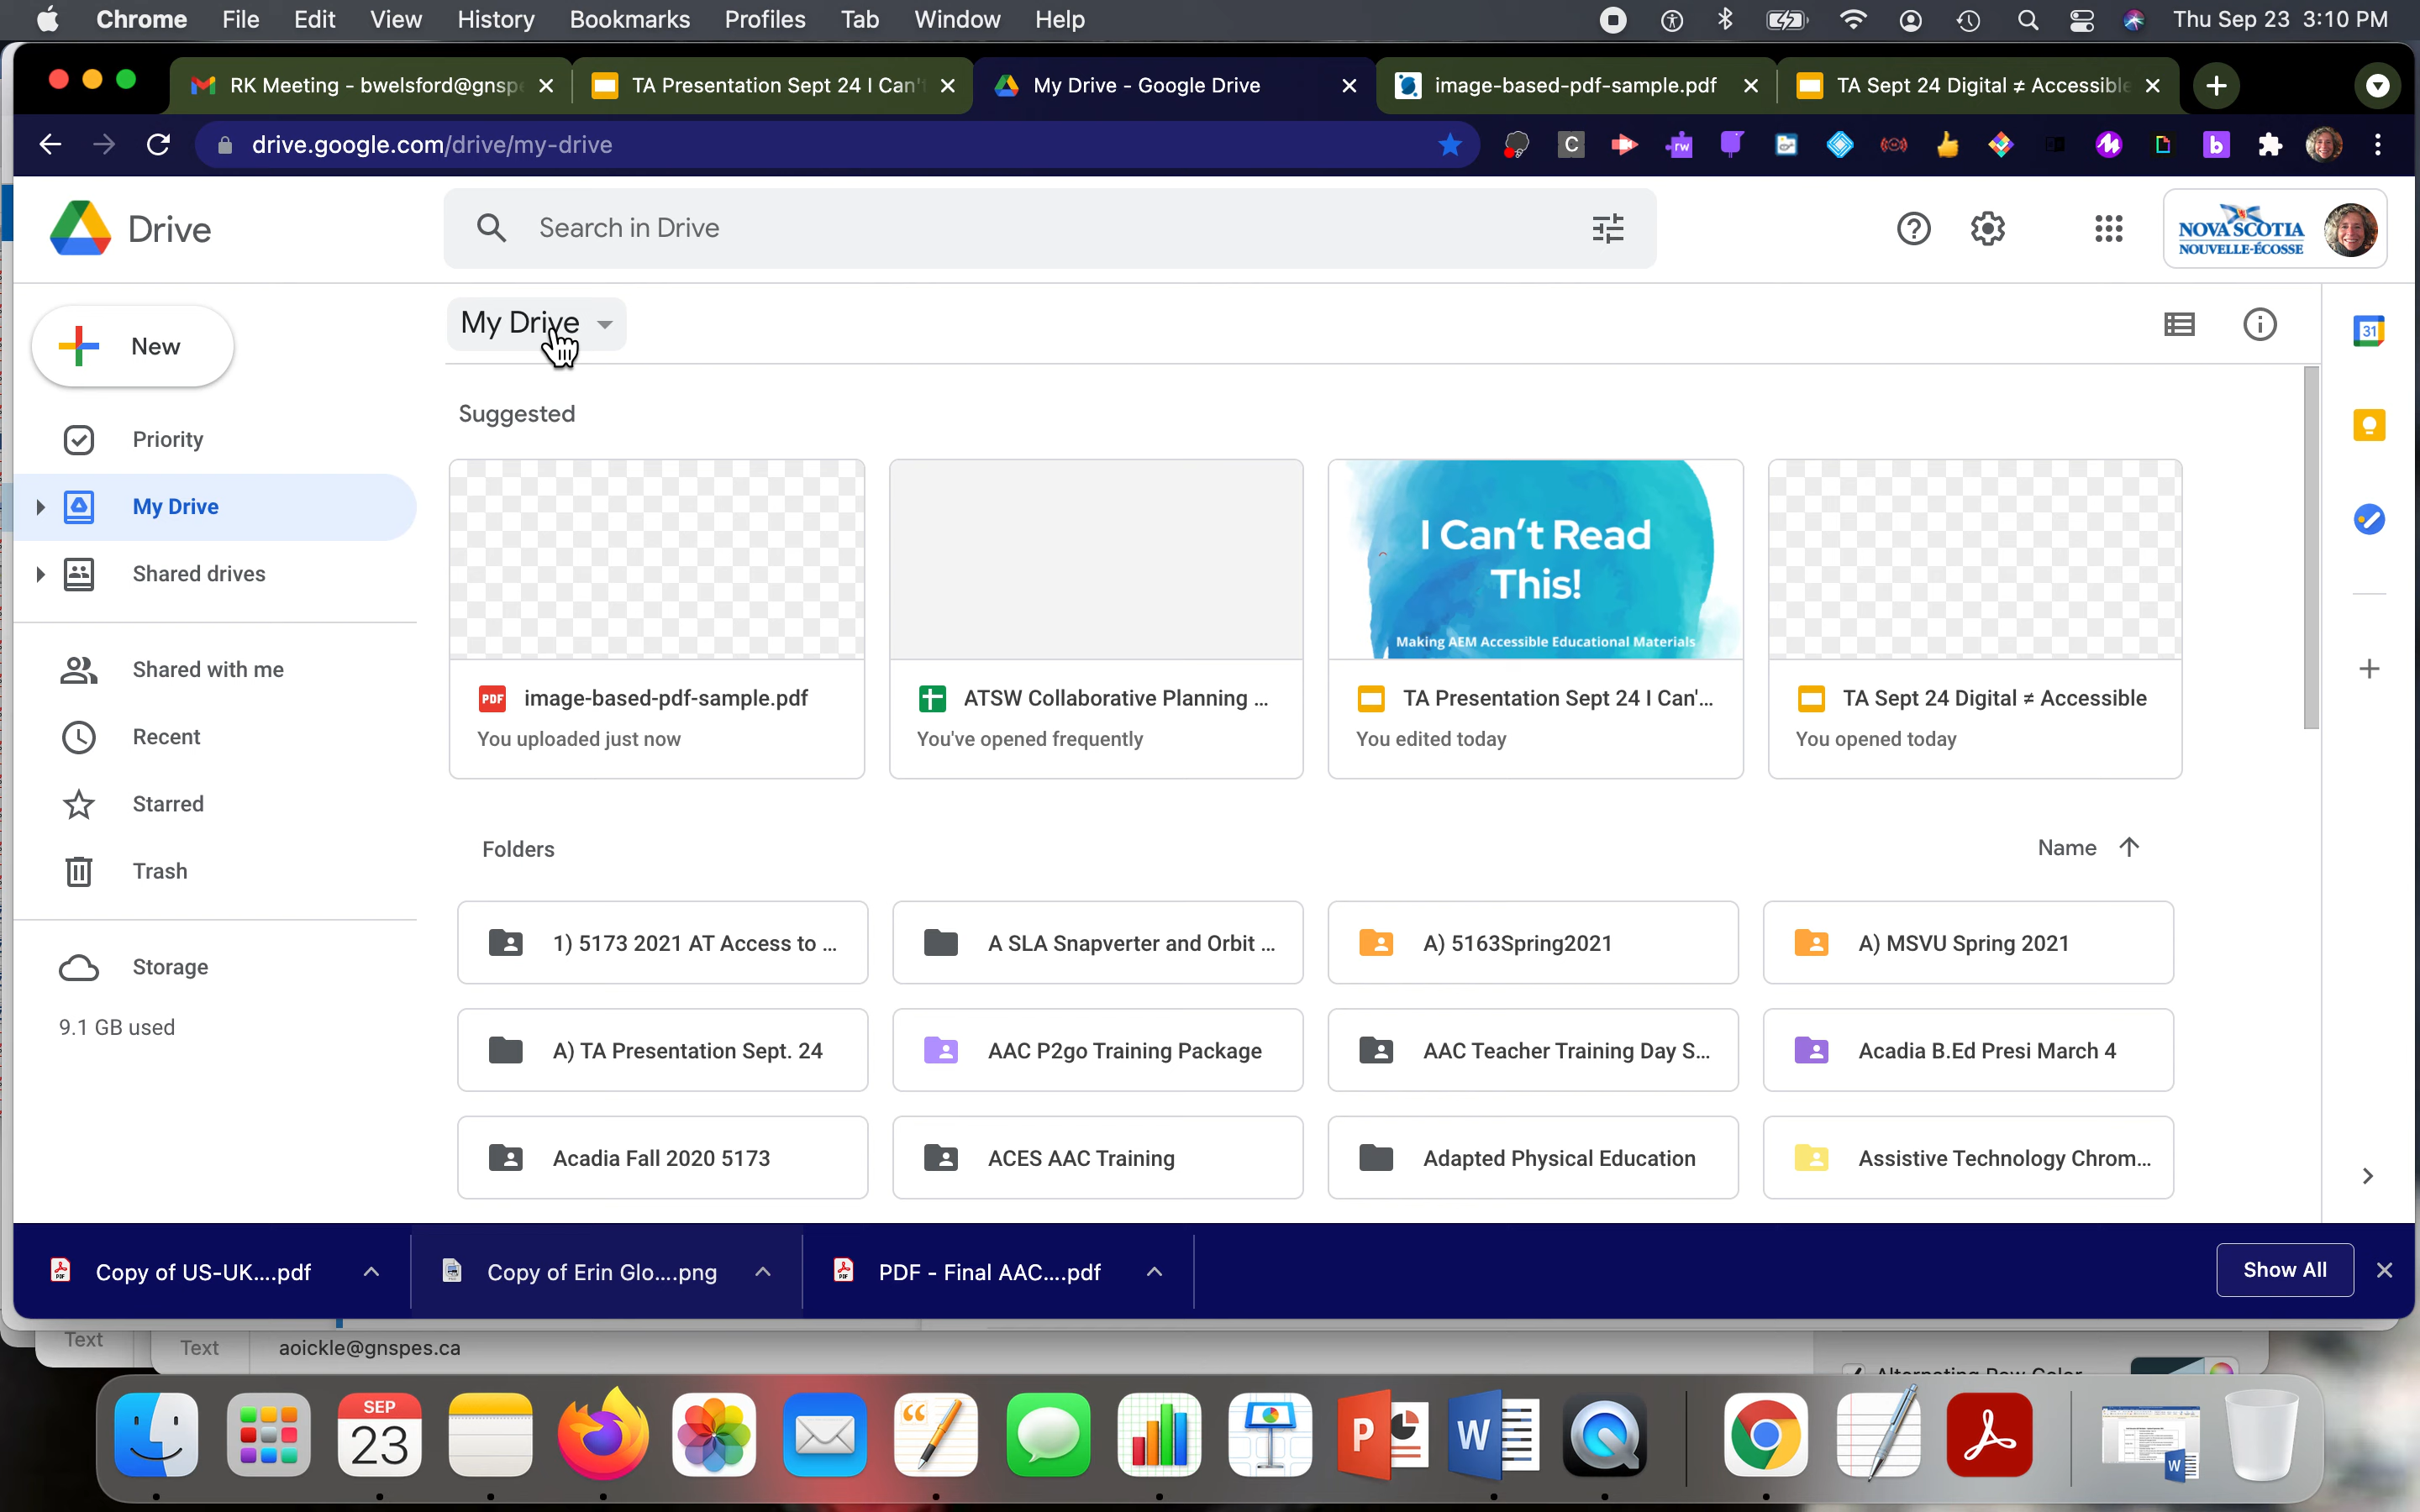 Chrome File Edit View History Bookmarks Profiles Tab Window Help Thu Sep 23 3:10 PM
RK Meeting - bwelsford@gnspe TA Presentation Sept 24 I Can' My Drive - Google Drive image-based-pdf-sample.pdf TA Sept 24 Digital ≠ Accessible
drive.google.com/drive/my-drive C rw b
Drive Search in Drive NOVA SCOTIA
NOUVELLE-ÉCOSSE
New My Drive
31
Suggested
Priority
My Drive
Shared drives
I Can't Read
This!
Making AEM Accessible Educational Materials
Shared with me
PDF image-based-pdf-sample.pdf ATSW Collaborative Planning ... TA Presentation Sept 24 I Can'... TA Sept 24 Digital ≠ Accessible
Recent You uploaded just now You've opened frequently You edited today You opened today
Starred
Folders Name
Trash
1) 5173 2021 AT Access to ... A SLA Snapverter and Orbit ... A) 5163Spring2021 A) MSVU Spring 2021
Storage
9.1 GB used
A) TA Presentation Sept. 24 AAC P2go Training Package AAC Teacher Training Day S... Acadia B.Ed Presi March 4
Acadia Fall 2020 5173 ACES AAC Training Adapted Physical Education Assistive Technology Chrom...
Copy of US-UK....pdf Copy of Erin Glo....png PDF - Final AAC....pdf Show All
Text Text aoickle@gnspes.ca
SEP
23 P W W